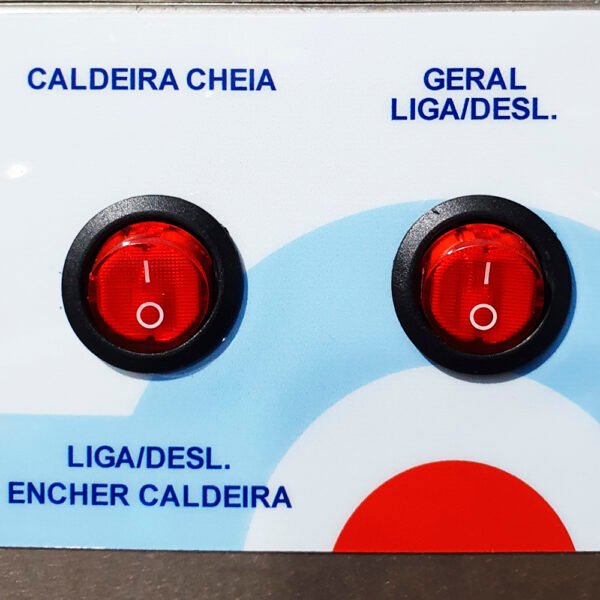 CALDEIRA CHEIA
GERAL
LIGA/DESL.
I
O
I
O
LIGA/DESL.
ENCHER CALDEIRA